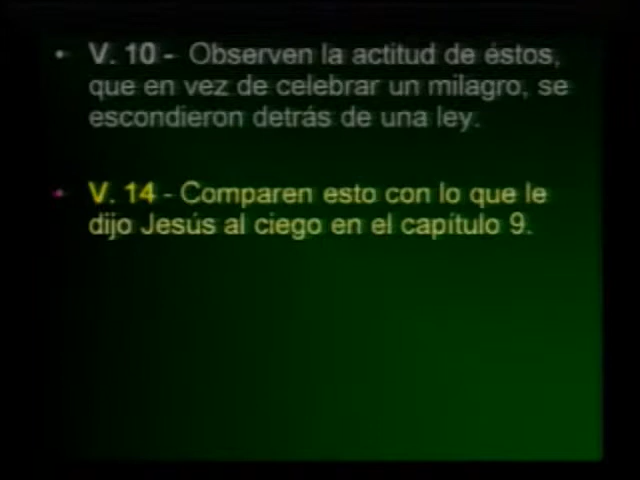 • V. 10 - Observen la actitud de éstos,
que en vez de celebrar un milagro, se
escondieron detrás de una ley.
• V. 14 - Comparen esto con lo que le
dijo Jesús al ciego en el capítulo 9.